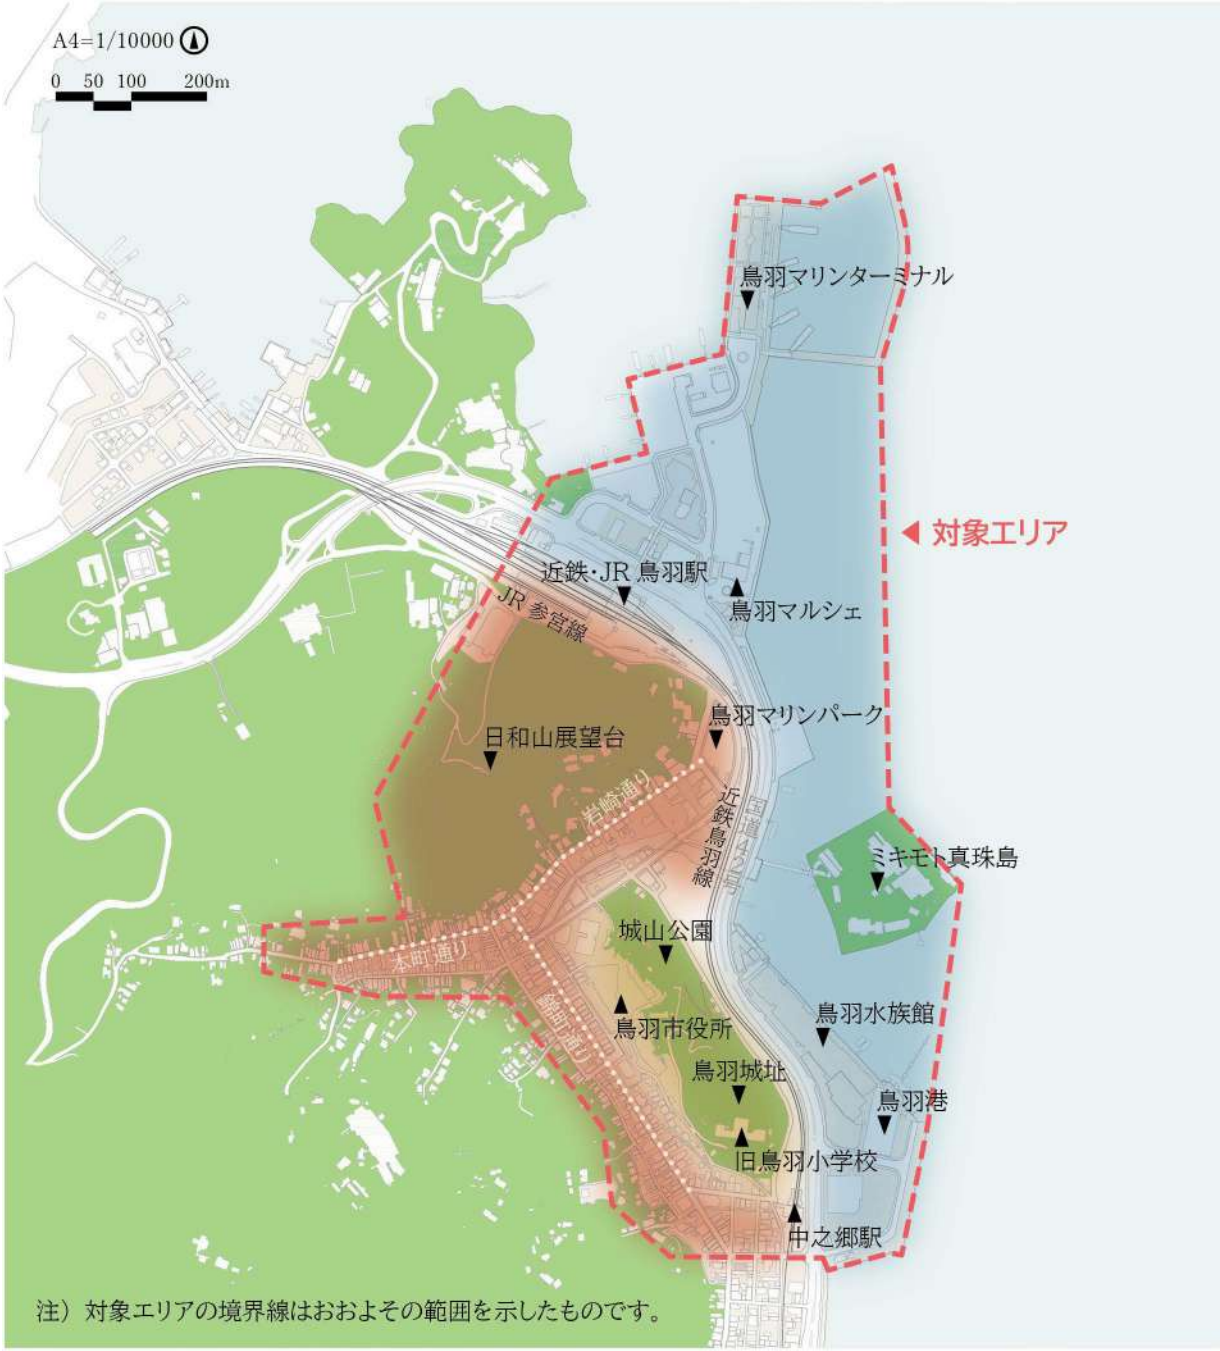 A4=1/10000
0 50 100 200m
鳥羽マリンターミナル
対象エリア
近鉄・JR 鳥羽駅
鳥羽マルシェ
JR 参宮線
鳥羽マリンパーク
日和山展望台
岩崎通り
近鉄鳥羽線
国道42号
ミキモト真珠島
城山公園
本町通り
鳥羽水族館
鳥羽市役所
錦町通り
鳥羽城址
鳥羽港
旧鳥羽小学校
中之郷駅
注）対象エリアの境界線はおおよその範囲を示したものです。